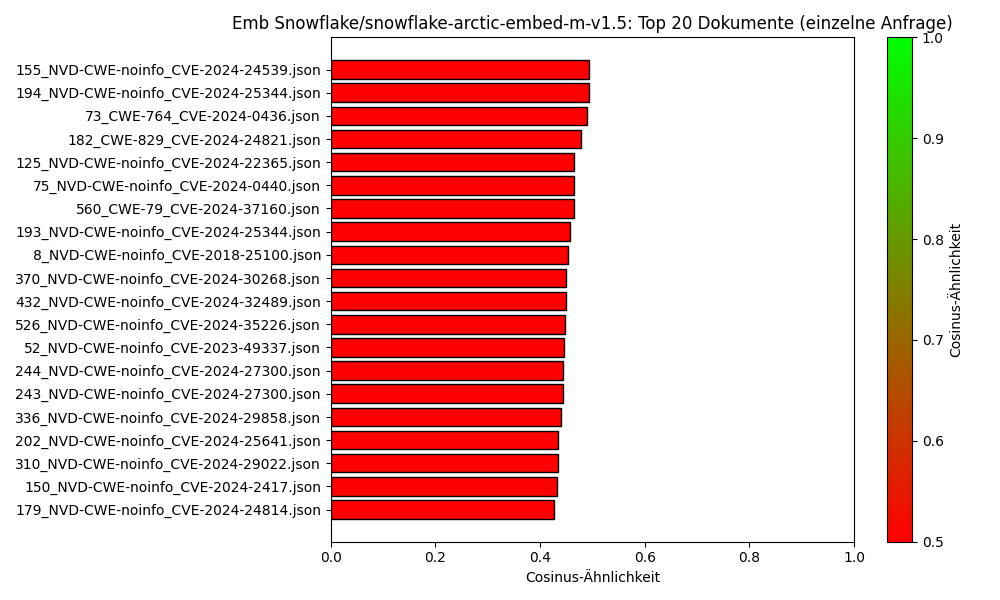 Emb Snowflake/snowflake-arctic-embed-m-v1.5: Top 20 Dokumente (einzelne Anfrage)
155_NVD-CWE-noinfo_CVE-2024-24539.json
194_NVD-CWE-noinfo_CVE-2024-25344.json
73_CWE-764_CVE-2024-0436.json
182_CWE-829_CVE-2024-24821.json
125_NVD-CWE-noinfo_CVE-2024-22365.json
75_NVD-CWE-noinfo_CVE-2024-0440.json
560_CWE-79_CVE-2024-37160.json
193_NVD-CWE-noinfo_CVE-2024-25344.json
8_NVD-CWE-noinfo_CVE-2018-25100.json
370_NVD-CWE-noinfo_CVE-2024-30268.json
432_NVD-CWE-noinfo_CVE-2024-32489.json
526_NVD-CWE-noinfo_CVE-2024-35226.json
52_NVD-CWE-noinfo_CVE-2023-49337.json
244_NVD-CWE-noinfo_CVE-2024-27300.json
243_NVD-CWE-noinfo_CVE-2024-27300.json
336_NVD-CWE-noinfo_CVE-2024-29858.json
202_NVD-CWE-noinfo_CVE-2024-25641.json
310_NVD-CWE-noinfo_CVE-2024-29022.json
150_NVD-CWE-noinfo_CVE-2024-2417.json
179_NVD-CWE-noinfo_CVE-2024-24814.json
0.0 0.2 0.4 0.6 0.8 1.0
Cosinus-Ähnlichkeit
1.0
0.9
0.8
0.7
0.6
0.5
Cosinus-Ähnlichkeit